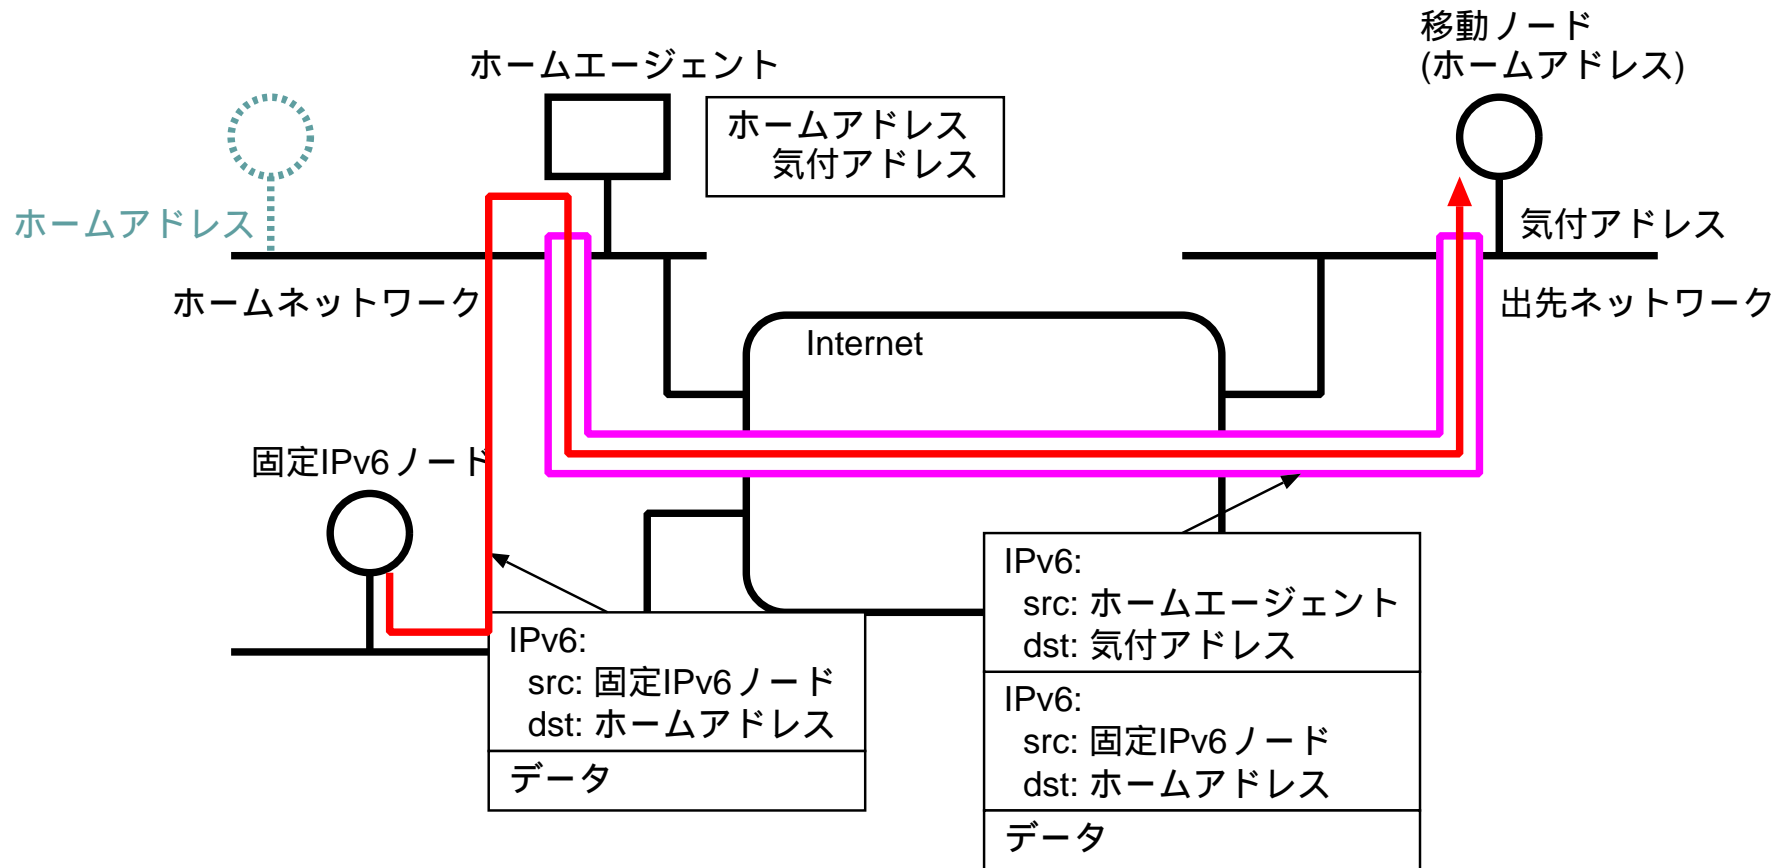 移動ノード
(ホームアドレス)
ホームエージェント
ホームアドレス
気付アドレス
ホームアドレス
気付アドレス
ホームネットワーク
出先ネットワーク
Internet
固定IPv6ノード
IPv6:
src: ホームエージェント
dst: 気付アドレス
IPv6:
src: 固定IPv6ノード
dst: ホームアドレス
データ
IPv6:
src: 固定IPv6ノード
dst: ホームアドレス
データ